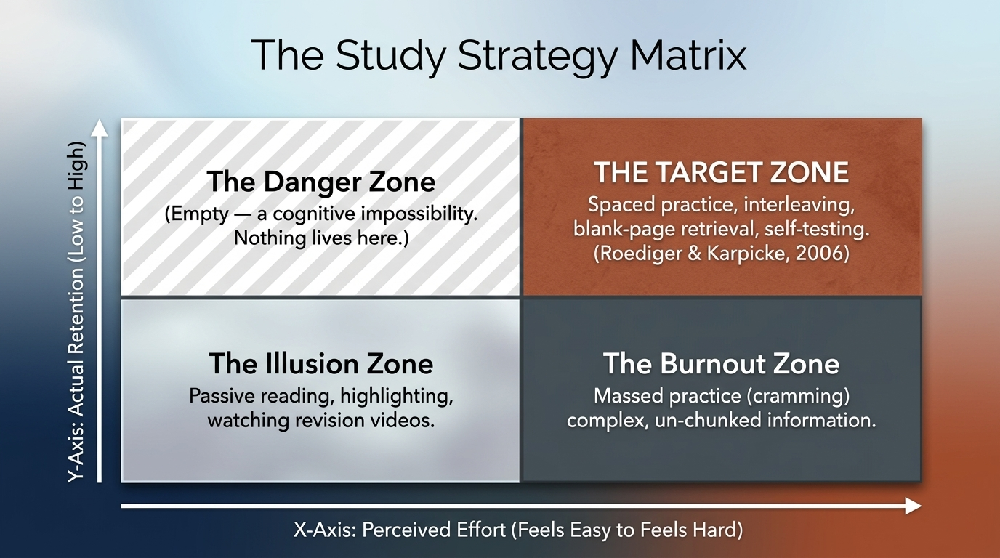 The Study Strategy Matrix
Y-Axis: Actual Retention (Low to High)
The Danger Zone
(Empty — a cognitive impossibility.
Nothing lives here.)
THE TARGET ZONE
Spaced practice, interleaving,
blank-page retrieval, self-testing.
(Roediger & Karpicke, 2006)
The Illusion Zone
Passive reading, highlighting,
watching revision videos.
The Burnout Zone
Massed practice (cramming)
complex, un-chunked information.
X-Axis: Perceived Effort (Feels Easy to Feels Hard)